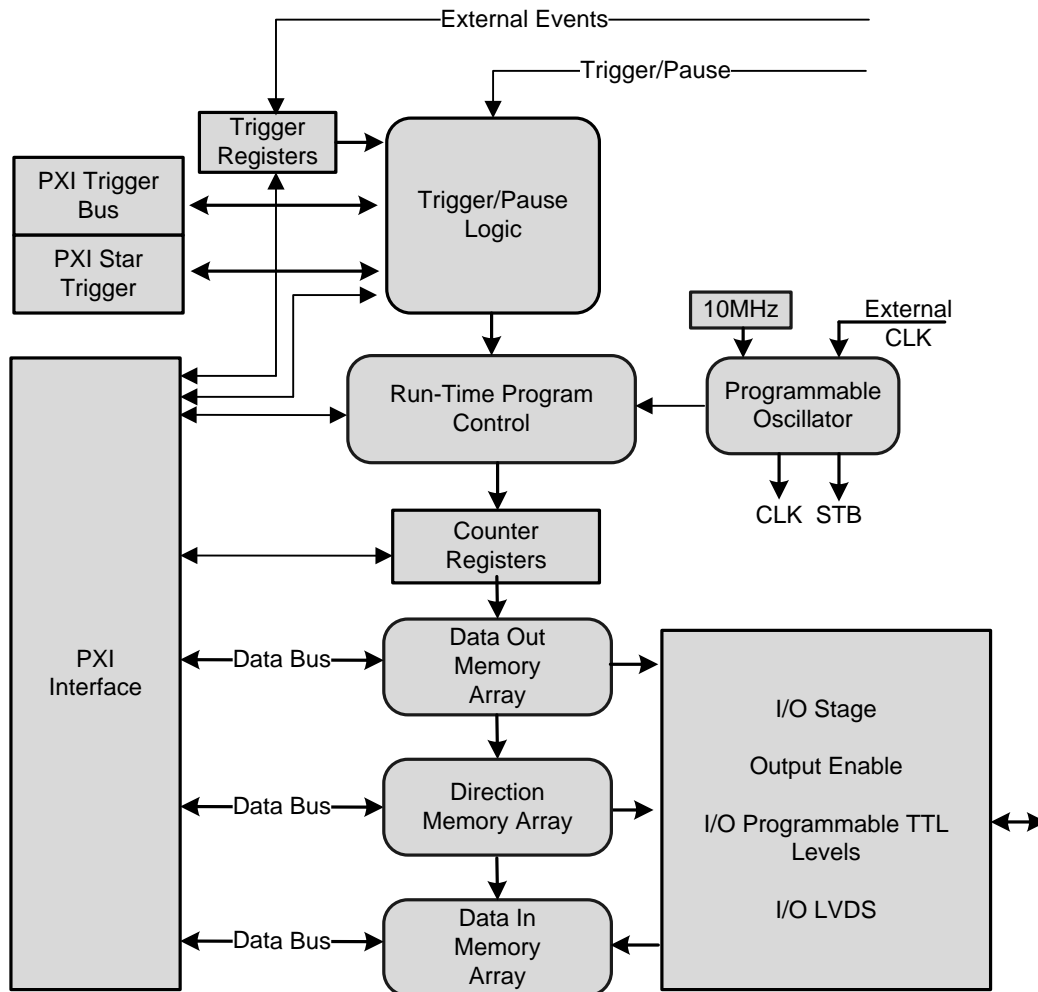 External Events
Trigger/Pause
Trigger
Registers
PXI Trigger
Bus
PXI Star
Trigger
Trigger/Pause
Logic
10MHz
External
CLK
Run-Time Program
Control
Programmable
Oscillator
CLK STB
Counter
Registers
PXI
Interface
Data Bus
Data Out
Memory
Array
Data Bus
Direction
Memory Array
Data Bus
Data In
Memory
Array
I/O Stage
Output Enable
I/O Programmable TTL
Levels
I/O LVDS